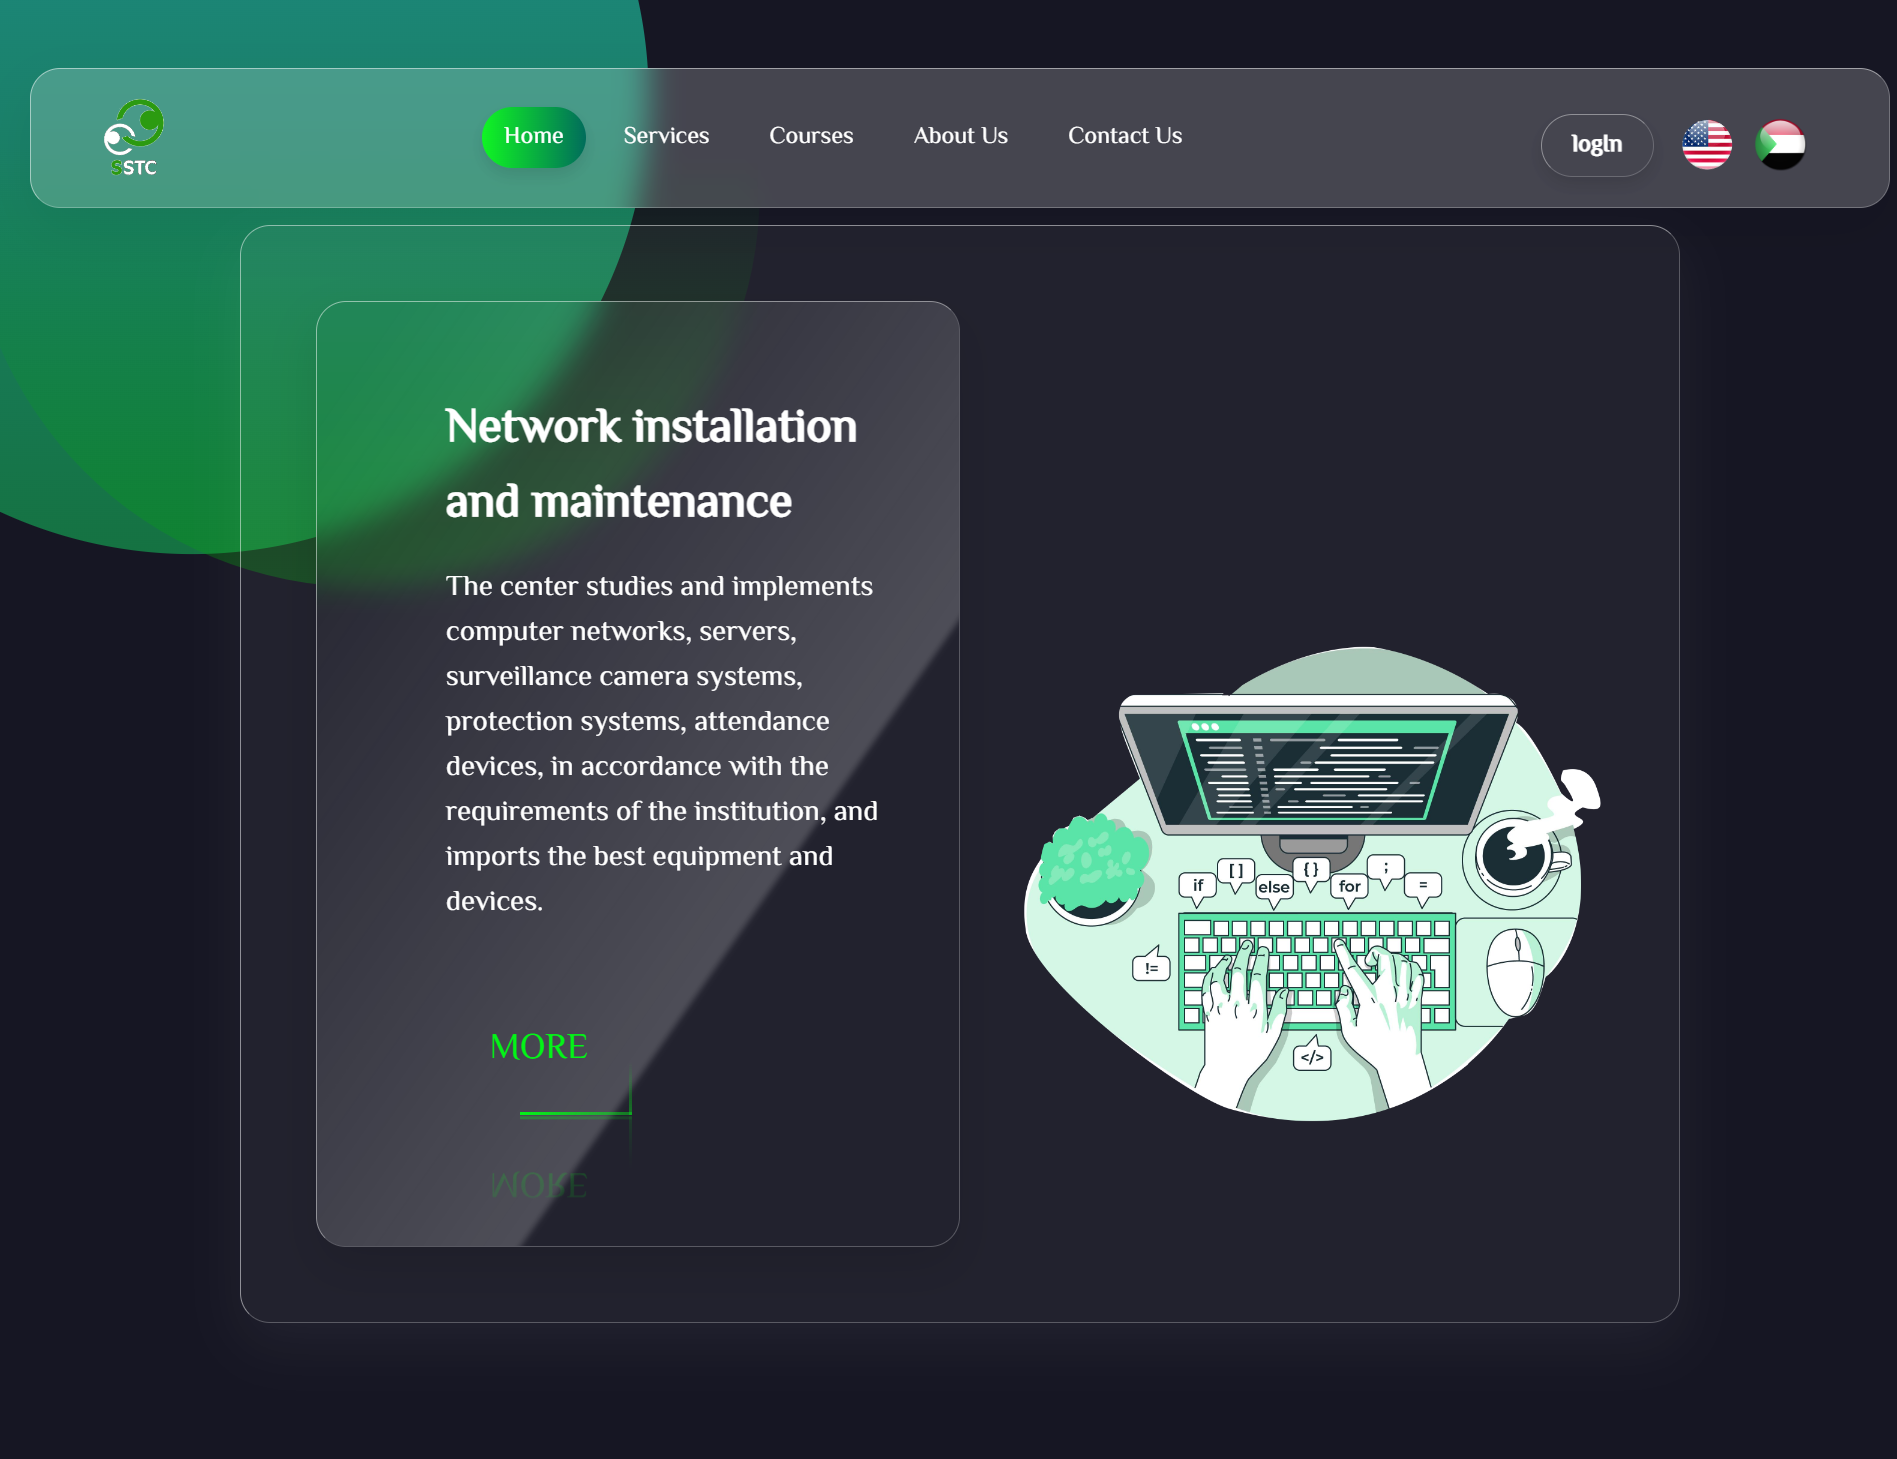 SSTC
Home
Services
Courses
About Us
Contact Us
logIn
Network installation
and maintenance
The center studies and implements
computer networks, servers,
surveillance camera systems,
protection systems, attendance
devices, in accordance with the
requirements of the institution, and
imports the best equipment and
devices.
MORE
if
[ ]
else
{ }
for
;
=
!=
</>